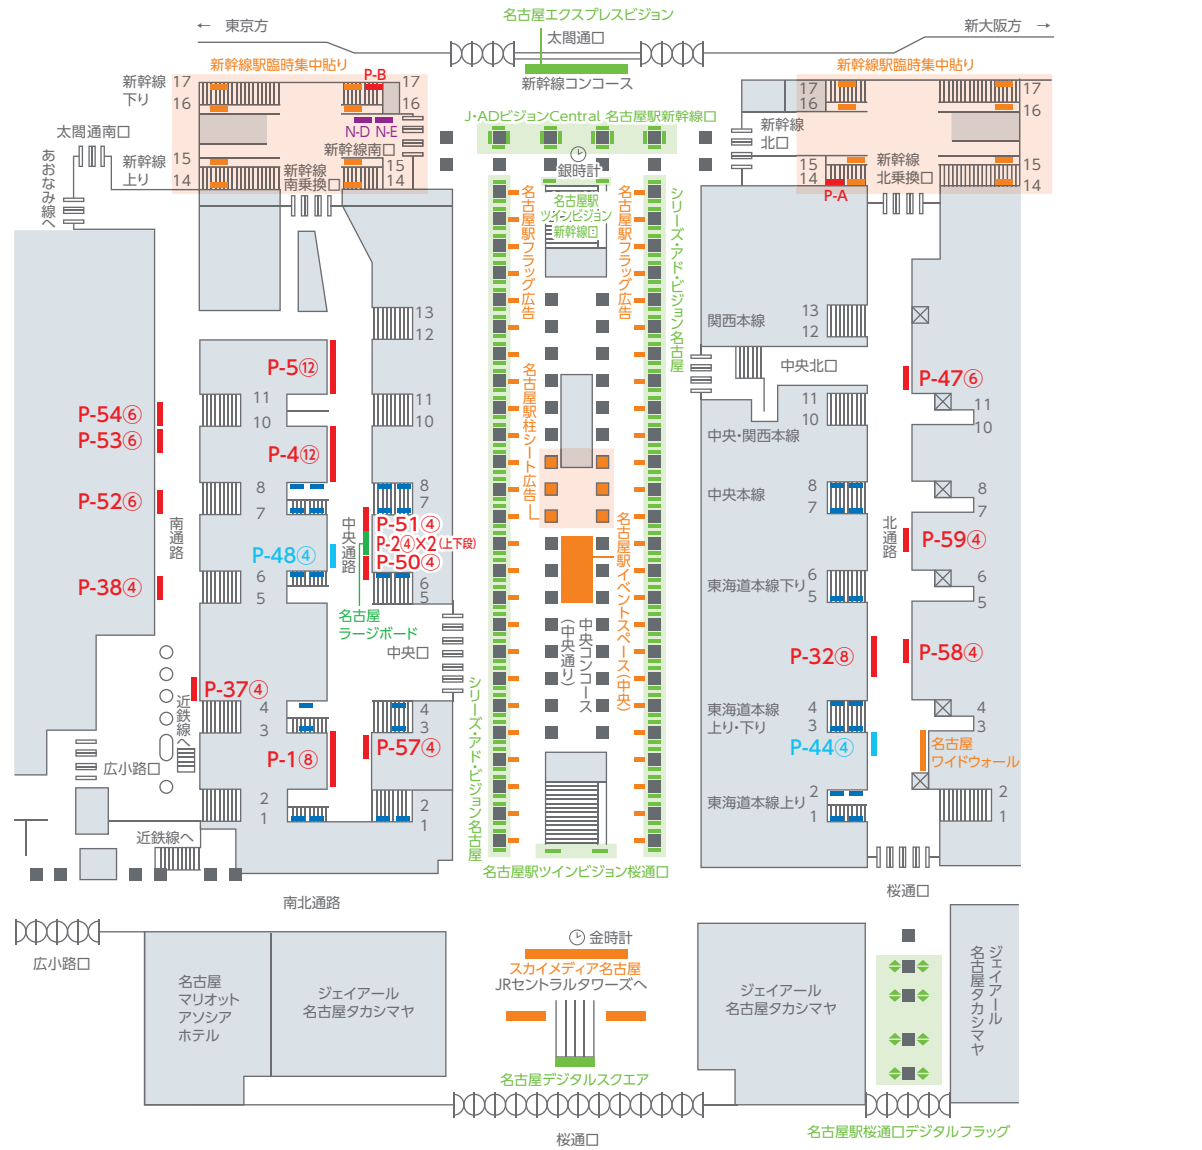 名古屋エクスプレスビジョン
← 東京方
新大阪方 →
太閤通口
新幹線駅臨時集中貼り
新幹線駅臨時集中貼り
P-B
新幹線コンコース
新幹線
下り
17
16
17
16
17
16
17
16
J・ADビジョンCentral 名古屋駅新幹線口
太閤通南口
N-D
N-E
新幹線南口
新幹線
北口
銀時計
あおなみ線へ
新幹線
上り
15
14
15
14
新幹線
南乗換口
15
14
15
14
新幹線
北乗換口
P-A
名古屋駅フラッグ広告
名古屋駅
ツインビジョン
新幹線口
名古屋駅フラッグ広告
シリーズ・アド・ビジョン名古屋
13
12
関西本線
13
12
P-5⑫
中央北口
P-47⑥
名古屋駅柱シート広告
11
10
11
10
11
10
11
10
P-54⑥
P-53⑥
P-4⑫
中央・関西本線
8
7
8
7
中央本線
8
7
8
7
P-52⑥
南通路
中央通路
P-51④
P-2④×2(上下段)
P-50④
P-48④
名古屋駅イベントスペース(中央)
北通路
P-59④
P-38④
6
5
6
5
東海道本線下り
6
5
6
5
名古屋
ラージボード
中央口
中央コンコース
(中央通り)
P-32⑧
P-58④
P-37④
近鉄線へ
4
3
4
3
シリーズ・アド・ビジョン名古屋
東海道本線
上り・下り
4
3
4
3
P-1⑧
P-57④
P-44④
名古屋
ワイドウォール
広小路口
2
1
2
1
東海道本線上り
2
1
2
1
近鉄線へ
名古屋駅ツインビジョン桜通口
桜通口
南北通路
広小路口
金時計
スカイメディア名古屋
JRセントラルタワーズへ
名古屋
マリオット
アソシア
ホテル
ジェイアール
名古屋タカシマヤ
ジェイアール
名古屋タカシマヤ
ジェイアール
名古屋タカシマヤ
名古屋デジタルスクエア
桜通口
名古屋駅桜通口デジタルフラッグ